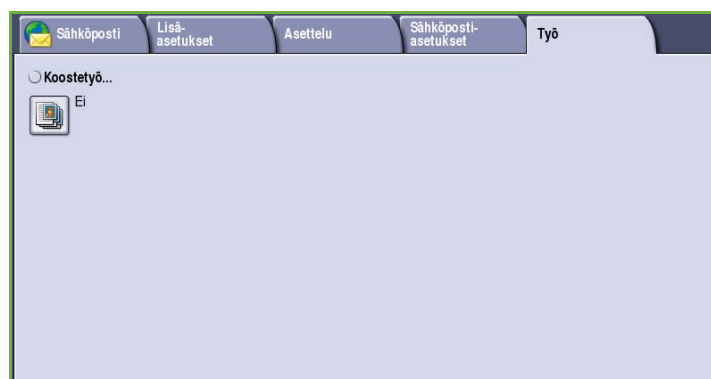 Sähköposti
Lisä-
asetukset
Asettelu
Sähköposti-
asetukset
Työ
Koostetyö...
Ei